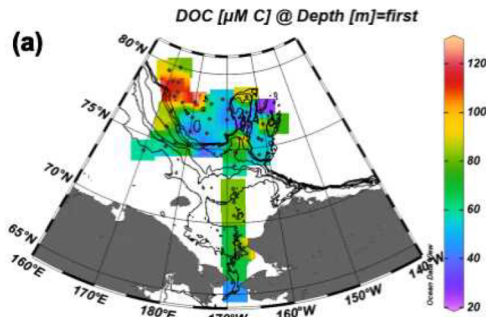 DOC [µM C] @ Depth [m]=first
(a)
80°N
75°N
70°N
65°N
160°E
170°E
180°E
170°W
160°W
150°W
140°W
120
100
80
60
40
20
Ocean Data View